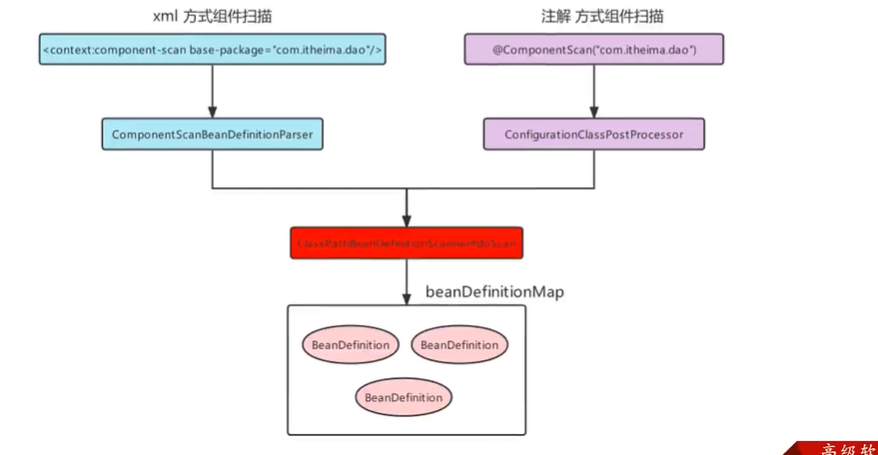 xml 方式组件扫描
注解 方式组件扫描
<context:component-scan base-package="com.itheima.dao"/>
@ComponentScan("com.itheima.dao")
ComponentScanBeanDefinitionParser
ConfigurationClassPostProcessor
ClassPathBeanDefinitionScanner#doScan
beanDefinitionMap
BeanDefinition
BeanDefinition
BeanDefinition
高级软